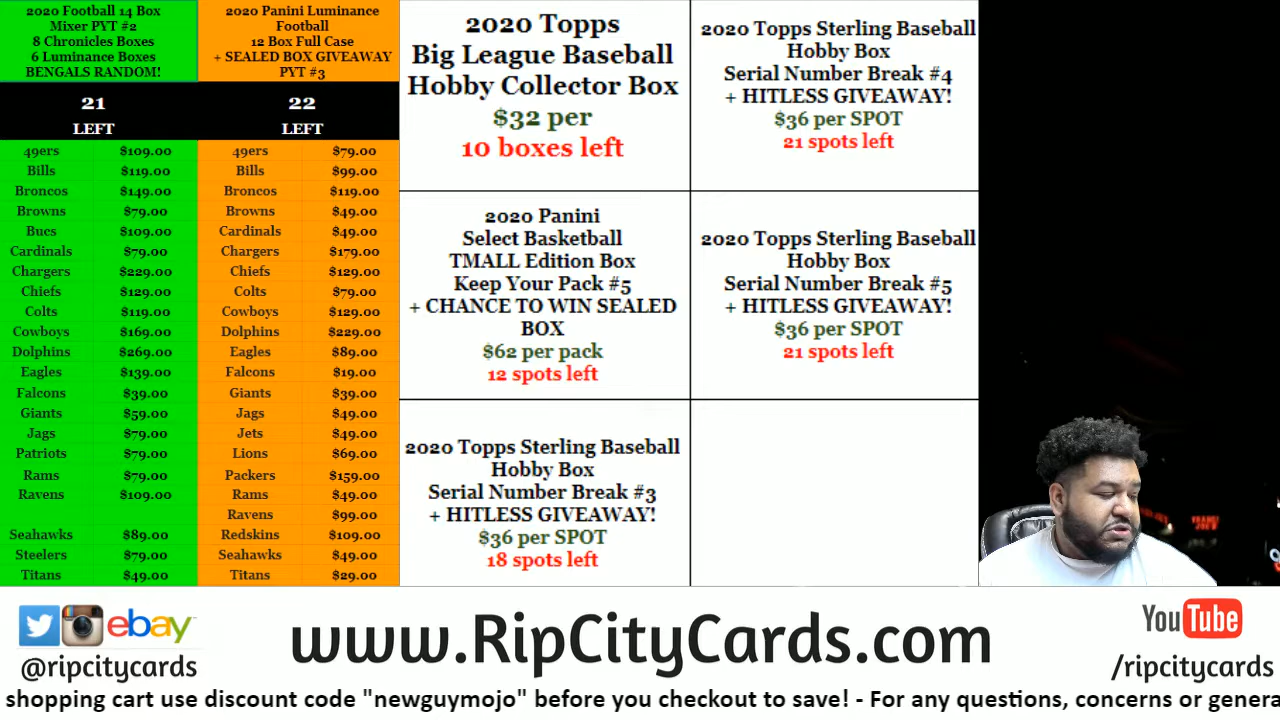 2020 Football 14 Box
Mixer PYT #2
8 Chronicles Boxes
6 Luminance Boxes
BENGALS RANDOM!
21
LEFT
49ers $109.00
Bills $119.00
Broncos $149.00
Browns $79.00
Bucs $109.00
Cardinals $79.00
Chargers $229.00
Chiefs $129.00
Colts $119.00
Cowboys $169.00
Dolphins $269.00
Eagles $139.00
Falcons $39.00
Giants $59.00
Jags $79.00
Patriots $79.00
Rams $79.00
Ravens $109.00
Seahawks $89.00
Steelers $79.00
Titans $49.00
2020 Panini Luminance
Football
12 Box Full Case
+ SEALED BOX GIVEAWAY
PYT #3
22
LEFT
49ers $79.00
Bills $99.00
Broncos $119.00
Browns $49.00
Cardinals $49.00
Chargers $179.00
Chiefs $129.00
Colts $79.00
Cowboys $129.00
Dolphins $229.00
Eagles $89.00
Falcons $19.00
Giants $39.00
Jags $49.00
Jets $49.00
Lions $69.00
Packers $159.00
Rams $49.00
Ravens $99.00
Redskins $109.00
Seahawks $49.00
Titans $29.00
2020 Topps
Big League Baseball
Hobby Collector Box
$32 per
10 boxes left
2020 Topps Sterling Baseball
Hobby Box
Serial Number Break #4
+ HITLESS GIVEAWAY!
$36 per SPOT
21 spots left
2020 Panini
Select Basketball
TMALL Edition Box
Keep Your Pack #5
+ CHANCE TO WIN SEALED
BOX
$62 per pack
12 spots left
2020 Topps Sterling Baseball
Hobby Box
Serial Number Break #5
+ HITLESS GIVEAWAY!
$36 per SPOT
21 spots left
2020 Topps Sterling Baseball
Hobby Box
Serial Number Break #3
+ HITLESS GIVEAWAY!
$36 per SPOT
18 spots left
ebay
@ripcitycards
www.RipCityCards.com
YouTube
/ripcitycards
shopping cart use discount code "newguymojo" before you checkout to save! - For any questions, concerns or genera